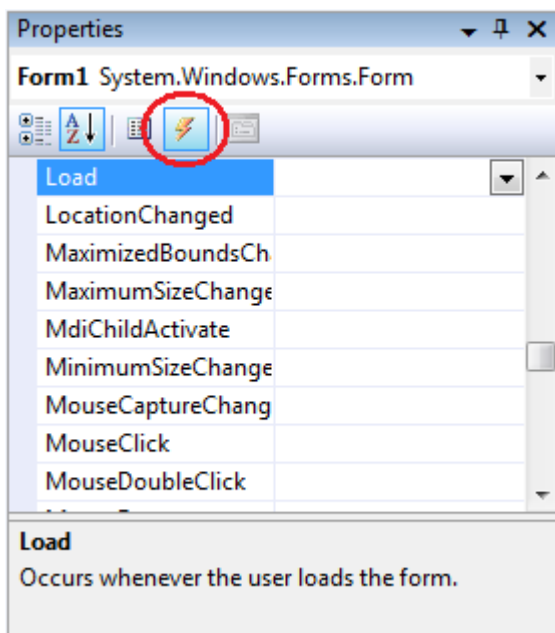 Properties
Form1 System.Windows.Forms.Form
Load
LocationChanged
MaximizedBoundsCh
MaximumSizeChange
MdiChildActivate
MinimumSizeChange
MouseCaptureChang
MouseClick
MouseDoubleClick
Load
Occurs whenever the user loads the form.